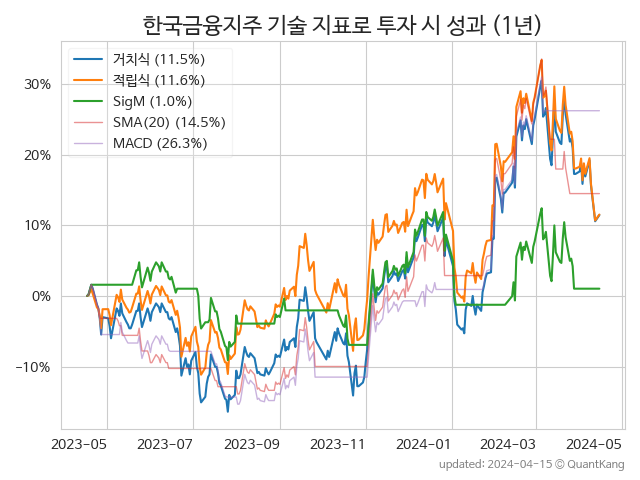 한국금융지주 기술 지표로 투자 시 성과 (1년)
거치식 (11.5%)
적립식 (11.6%)
SigM (1.0%)
SMA(20) (14.5%)
MACD (26.3%)
30%
20%
10%
0%
−10%
2023-05 2023-07 2023-09 2023-11 2024-01 2024-03 2024-05
updated: 2024-04-15 © QuantKang